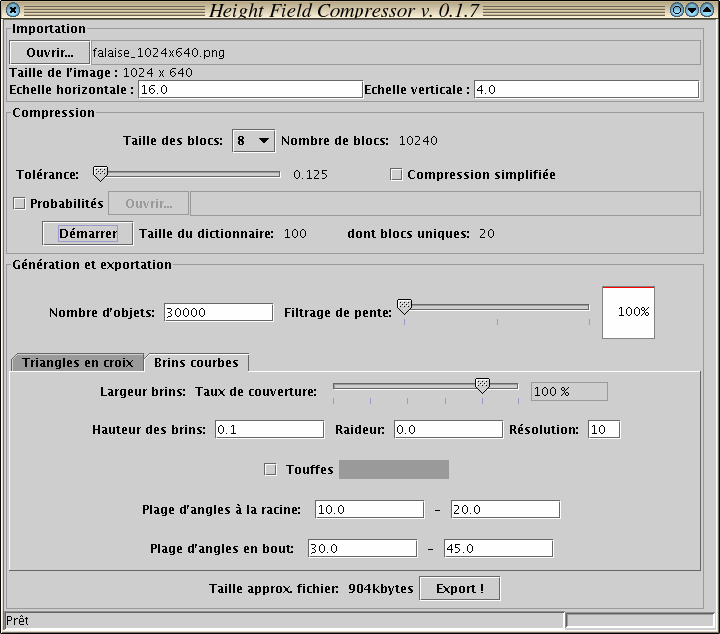 Height Field Compressor v. 0.1.7
Importation
Ouvrir... falaise_1024x640.png
Taille de l'image : 1024 x 640
Echelle horizontale : 16.0 Echelle verticale : 4.0
Compression
Taille des blocs: 8 Nombre de blocs: 10240
Tolérance: 0.125 Compression simplifiée
Probabilités Ouvrir...
Démarrer Taille du dictionnaire: 100 dont blocs uniques: 20
Génération et exportation
Nombre d'objets: 30000 Filtrage de pente: 100%
Triangles en croix Brins courbes
Largeur brins: Taux de couverture: 100 %
Hauteur des brins: 0.1 Raideur: 0.0 Résolution: 10
Touffes
Plage d'angles à la racine: 10.0 - 20.0
Plage d'angles en bout: 30.0 - 45.0
Taille approx. fichier: 904kbytes Export !
Prêt